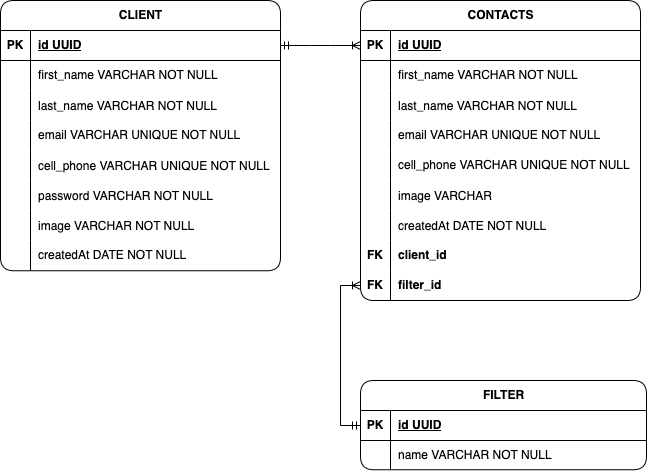 CLIENT
PK id UUID
first_name VARCHAR NOT NULL
last_name VARCHAR NOT NULL
email VARCHAR UNIQUE NOT NULL
cell_phone VARCHAR UNIQUE NOT NULL
password VARCHAR NOT NULL
image VARCHAR NOT NULL
createdAt DATE NOT NULL
CONTACTS
PK id UUID
first_name VARCHAR NOT NULL
last_name VARCHAR NOT NULL
email VARCHAR UNIQUE NOT NULL
cell_phone VARCHAR UNIQUE NOT NULL
image VARCHAR
createdAt DATE NOT NULL
FK client_id
FK filter_id
FILTER
PK id UUID
name VARCHAR NOT NULL